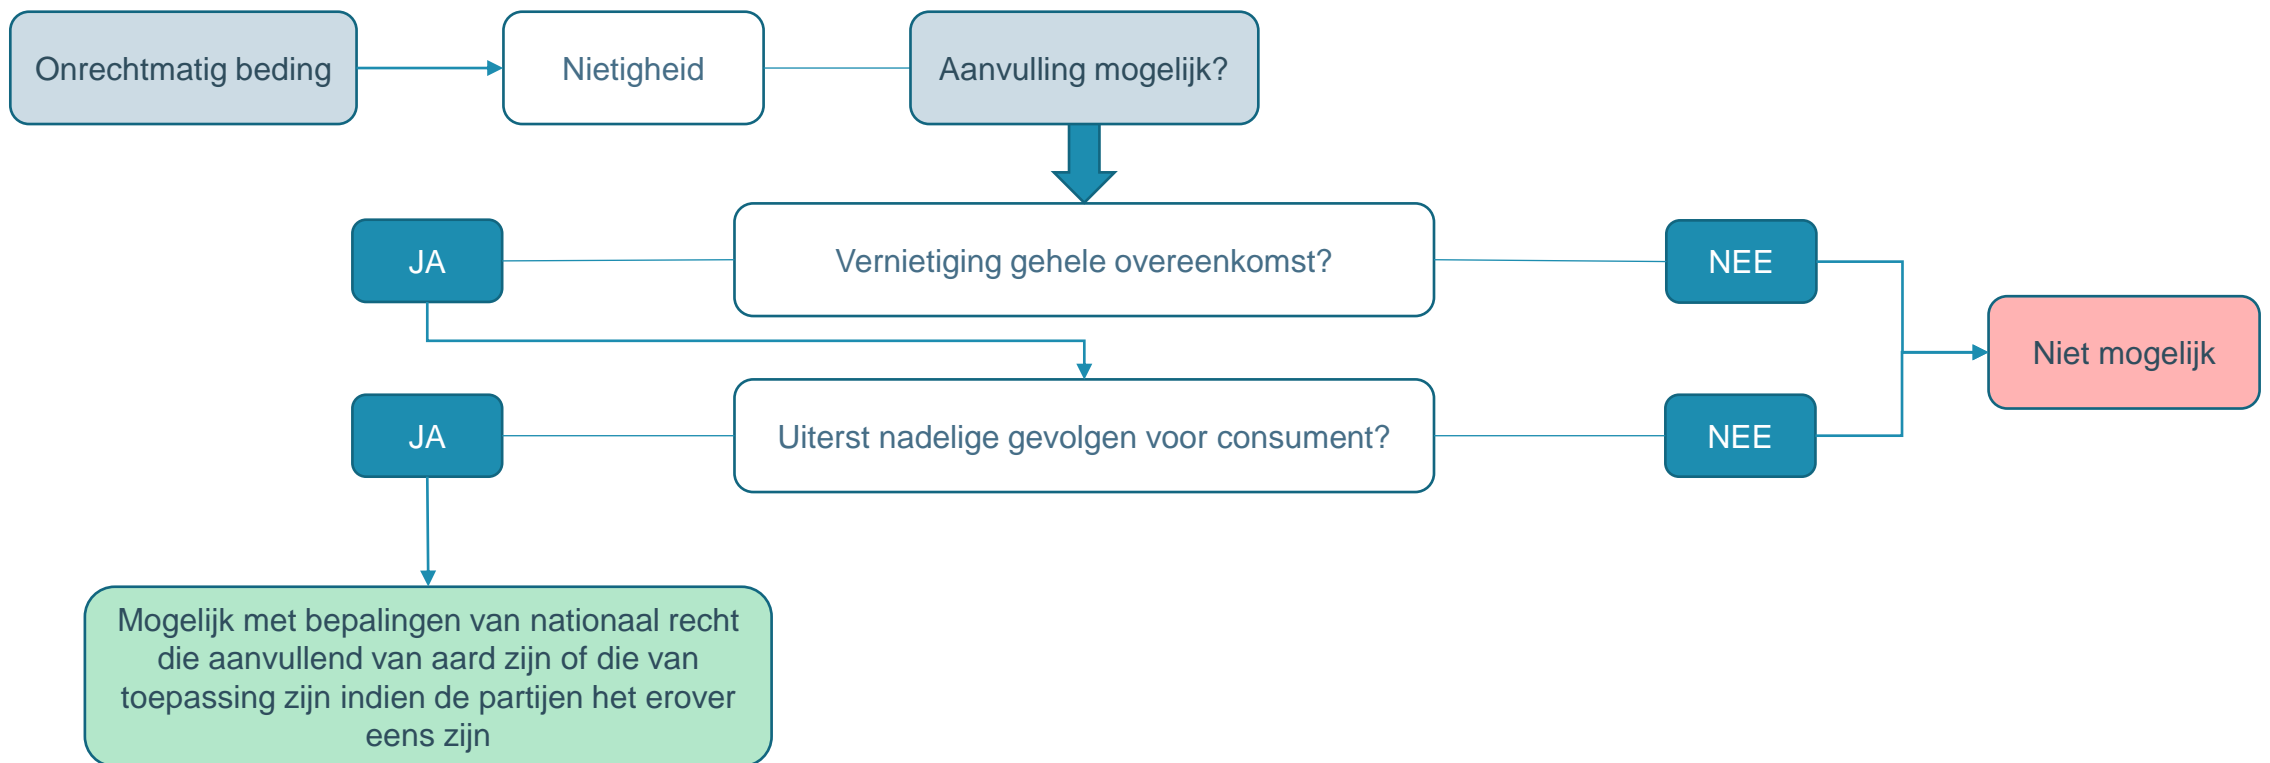 Onrechtmatig beding
Nietigheid
Aanvulling mogelijk?
JA
Vernietiging gehele overeenkomst?
NEE
Niet mogelijk
JA
Uiterst nadelige gevolgen voor consument?
NEE
Mogelijk met bepalingen van nationaal recht
die aanvullend van aard zijn of die van
toepassing zijn indien de partijen het erover
eens zijn